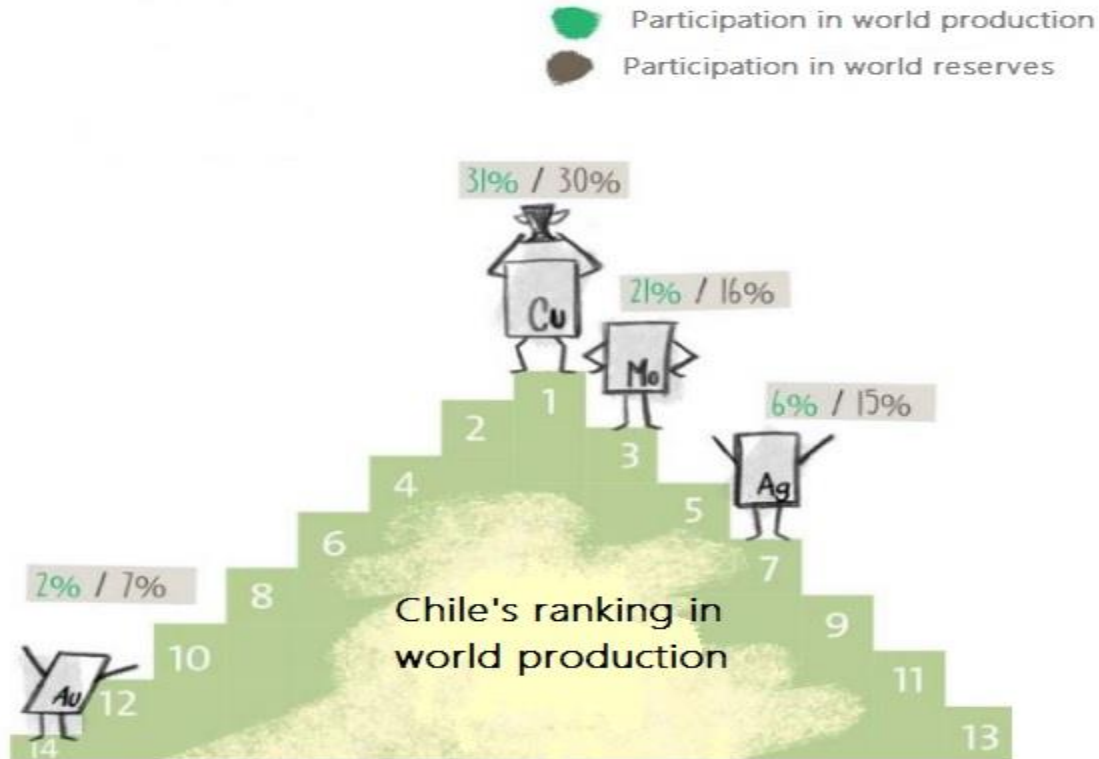 Participation in world production
Participation in world reserves
31% / 30%
Cu
21% / 16%
Mo
6% / 15%
Ag
1
2
3
4
5
6
7
8
9
10
11
12
13
14
2% / 7%
Au
Chile's ranking in
world production